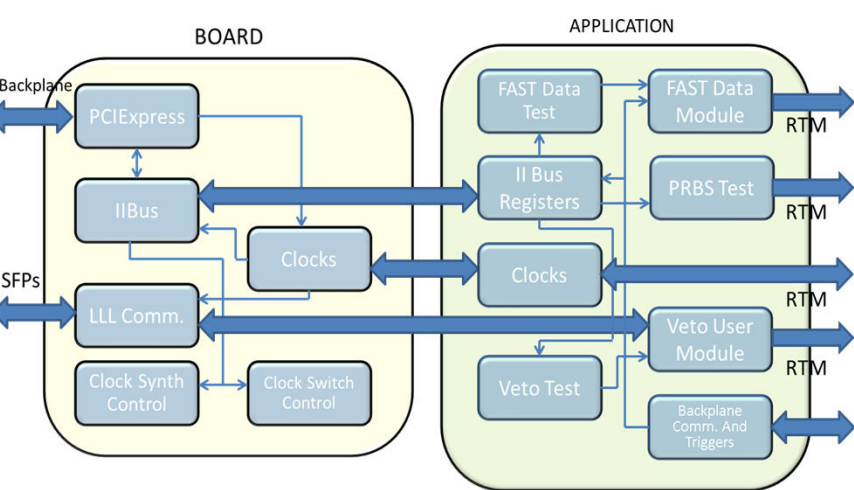 BOARD
APPLICATION
Backplane
PCIExpress
IIBus
Clocks
SFPs
LLL Comm.
Clock Synth
Control
Clock Switch
Control
FAST Data
Test
FAST Data
Module
RTM
II Bus
Registers
PRBS Test
RTM
Clocks
RTM
Veto User
Module
RTM
Veto Test
Backplane
Comm. And
Triggers